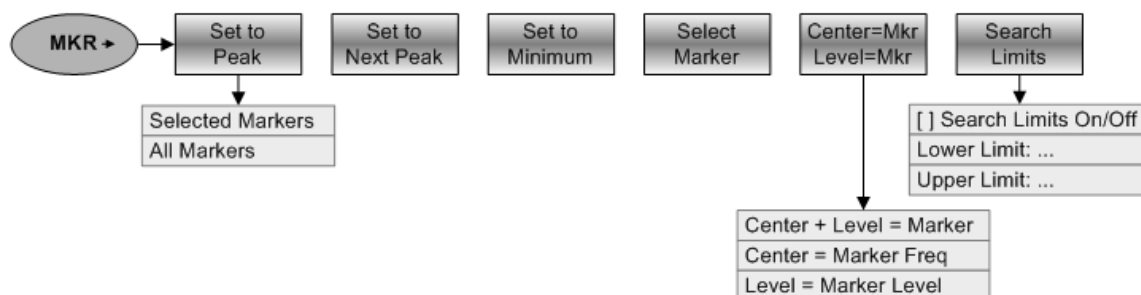 MKR
Set to
Peak
Set to
Next Peak
Set to
Minimum
Select
Marker
Center=Mkr
Level=Mkr
Search
Limits
Selected Markers
All Markers
[ ] Search Limits On/Off
Lower Limit: ...
Upper Limit: ...
Center + Level = Marker
Center = Marker Freq
Level = Marker Level